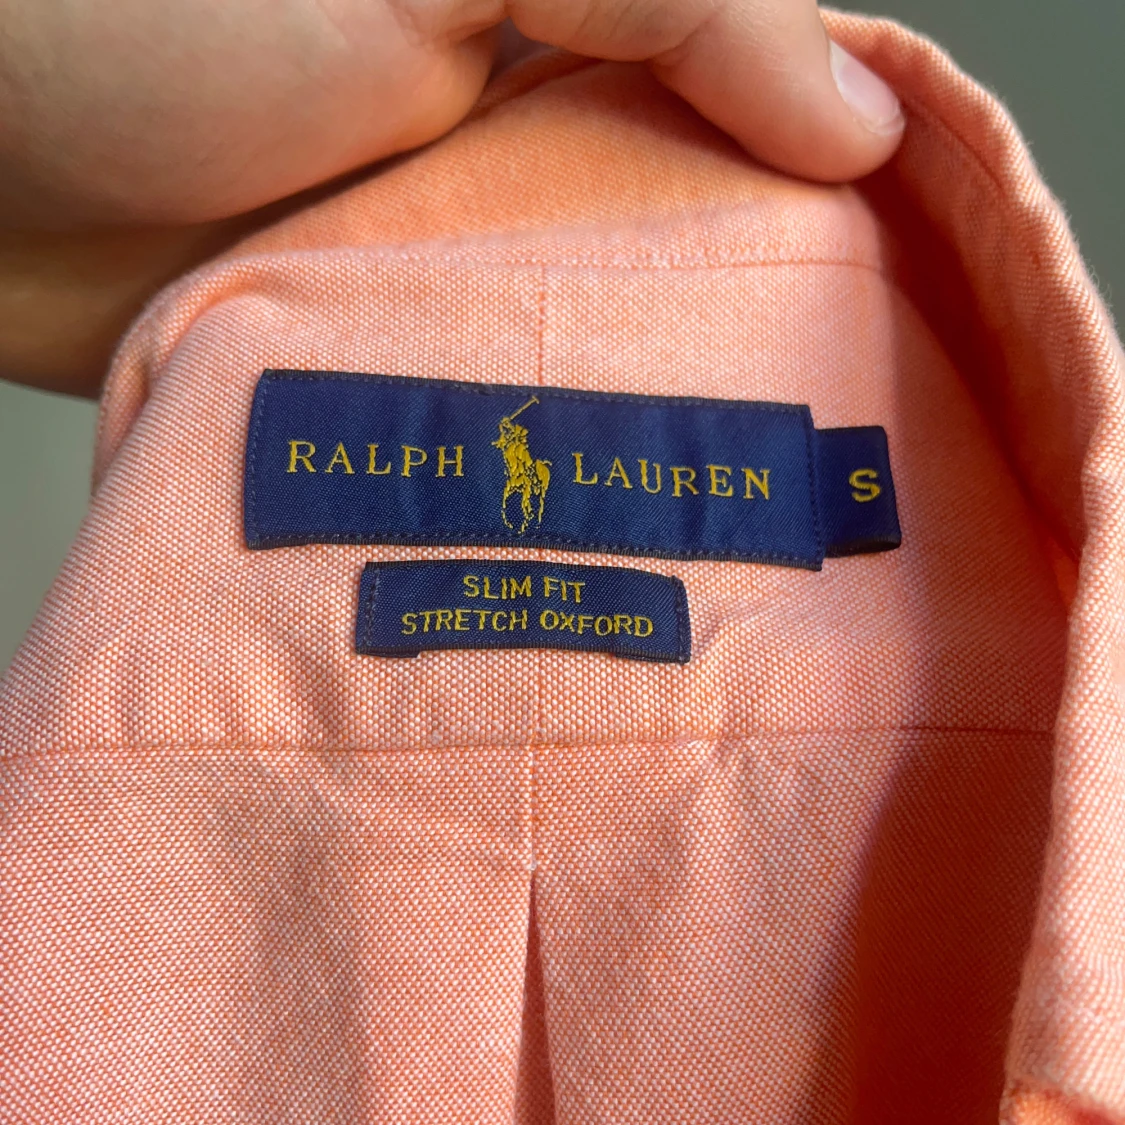 RALPH LAUREN
S
SLIM FIT
STRETCH OXFORD